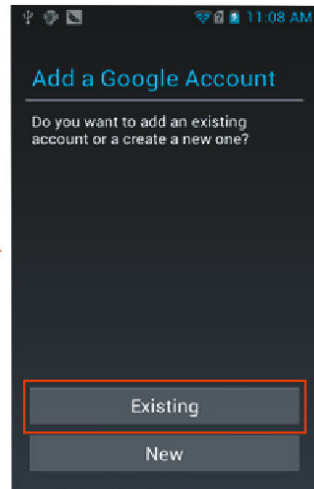 11:08 AM
Add a Google Account
Do you want to add an existing
account or a create a new one?
Existing
New